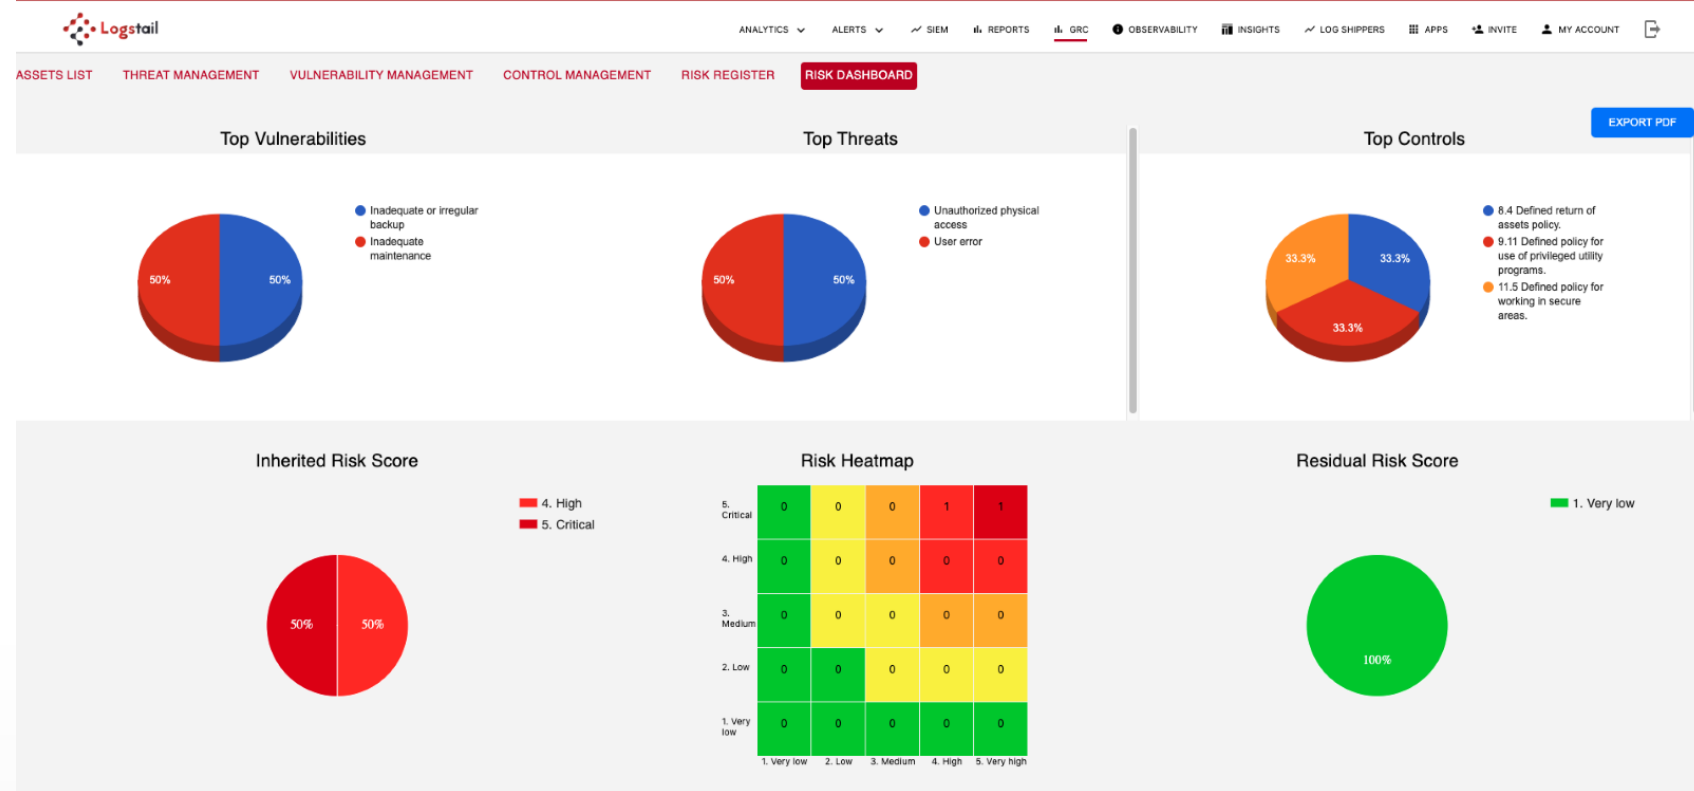 Logstail
ANALYTICS
ALERTS
SIEM
REPORTS
GRC
OBSERVABILITY
INSIGHTS
LOG SHIPPERS
APPS
INVITE
MY ACCOUNT
ASSETS LIST
THREAT MANAGEMENT
VULNERABILITY MANAGEMENT
CONTROL MANAGEMENT
RISK REGISTER
RISK DASHBOARD
EXPORT PDF
Top Vulnerabilities
50%
50%
Inadequate or irregular
backup
Inadequate
maintenance
Top Threats
50%
50%
Unauthorized physical
access
User error
Top Controls
33.3%
33.3%
33.3%
8.4 Defined return of
assets policy.
9.11 Defined policy for
use of privileged utility
programs.
11.5 Defined policy for
working in secure
areas.
Inherited Risk Score
4. High
5. Critical
50%
50%
Risk Heatmap
5.
Critical
0 0 0 1 1
4. High
0 0 0 0 0
3.
Medium
0 0 0 0 0
2. Low
0 0 0 0 0
1. Very
low
0 0 0 0 0
1. Very low 2. Low 3. Medium 4. High 5. Very high
Residual Risk Score
1. Very low
100%